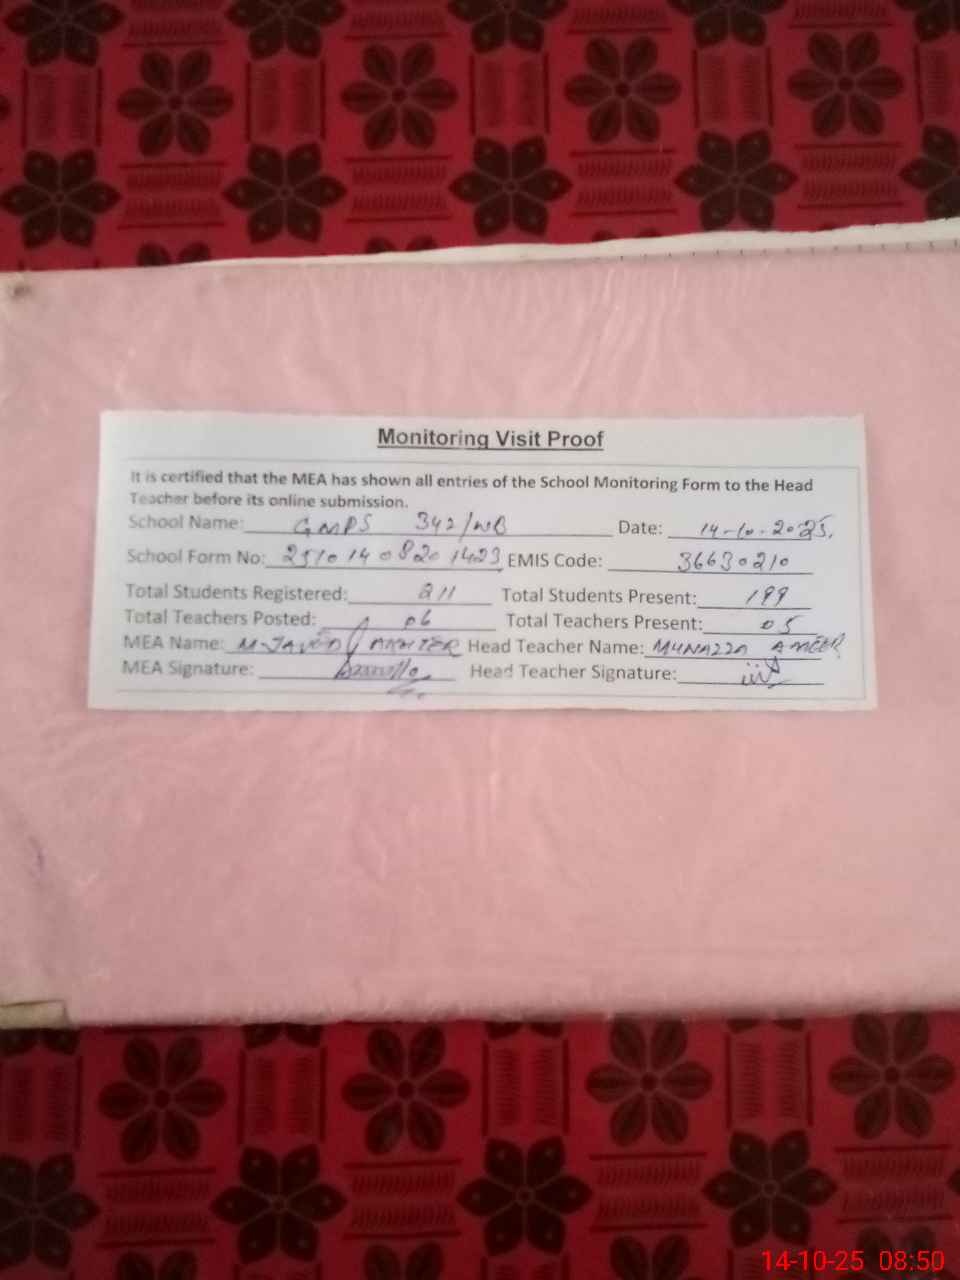 Monitoring Visit Proof
It is certified that the MEA has shown all entries of the School Monitoring Form to the Head
Teacher before its online submission.
School Name: GMPS 342/WB Date: 14-10-2025.
School Form No: 25101408201423 EMIS Code: 36630210
Total Students Registered: 211 Total Students Present: 199
Total Teachers Posted: 06 Total Teachers Present: 05
MEA Name: M-JAVED AKHTER Head Teacher Name: MUNAZZA AMEER
MEA Signature: Head Teacher Signature:
14-10-25 08:50